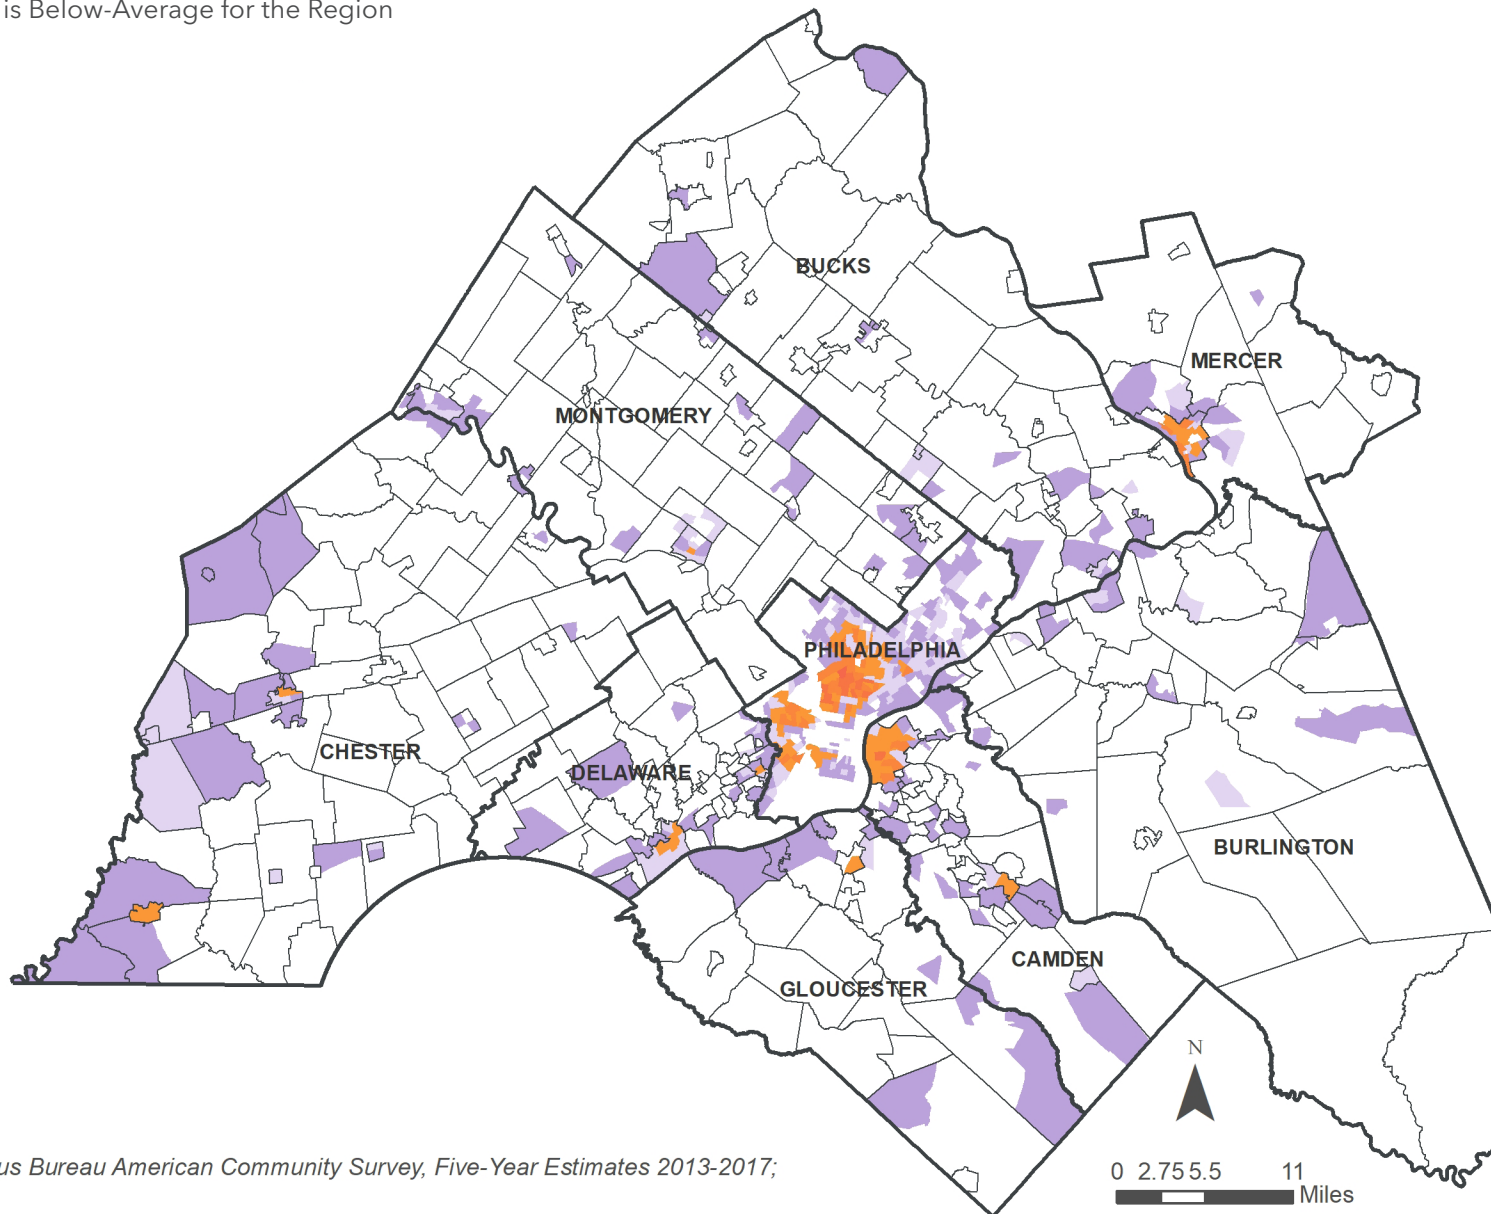 is Below-Average for the Region
BUCKS
MERCER
MONTGOMERY
PHILADELPHIA
CHESTER
DELAWARE
BURLINGTON
CAMDEN
GLOUCESTER
N
us Bureau American Community Survey, Five-Year Estimates 2013-2017;
0 2.75 5.5 11
Miles